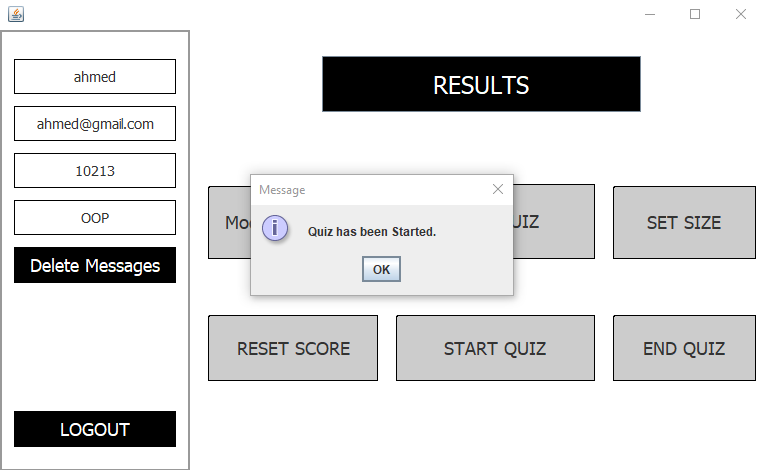 ahmed
ahmed@gmail.com
10213
OOP
Delete Messages
LOGOUT
RESULTS
SET SIZE
RESET SCORE
START QUIZ
END QUIZ
Message
Quiz has been Started.
OK